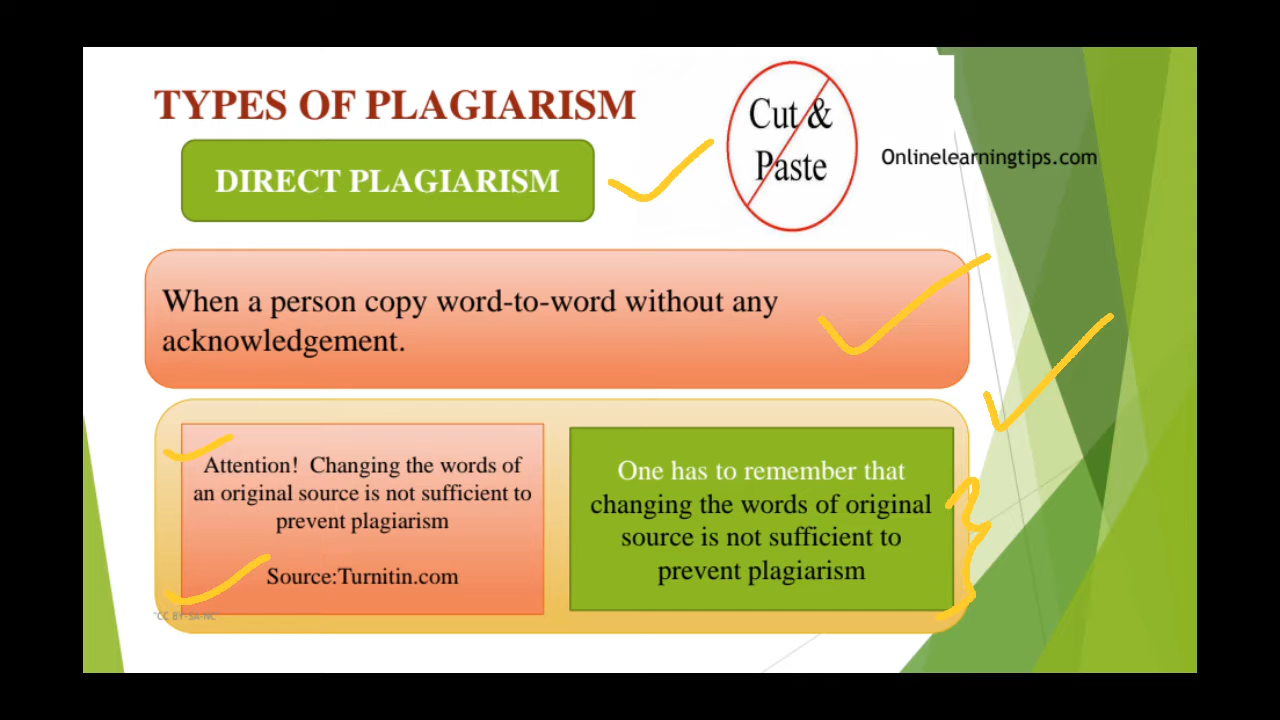 TYPES OF PLAGIARISM
Cut &
Paste
Onlinelearningtips.com
DIRECT PLAGIARISM
When a person copy word-to-word without any
acknowledgement.
Attention!  Changing the words of
an original source is not sufficient to
prevent plagiarism
Source:Turnitin.com
One has to remember that
changing the words of original
source is not sufficient to
prevent plagiarism
"CC BY-SA-NC